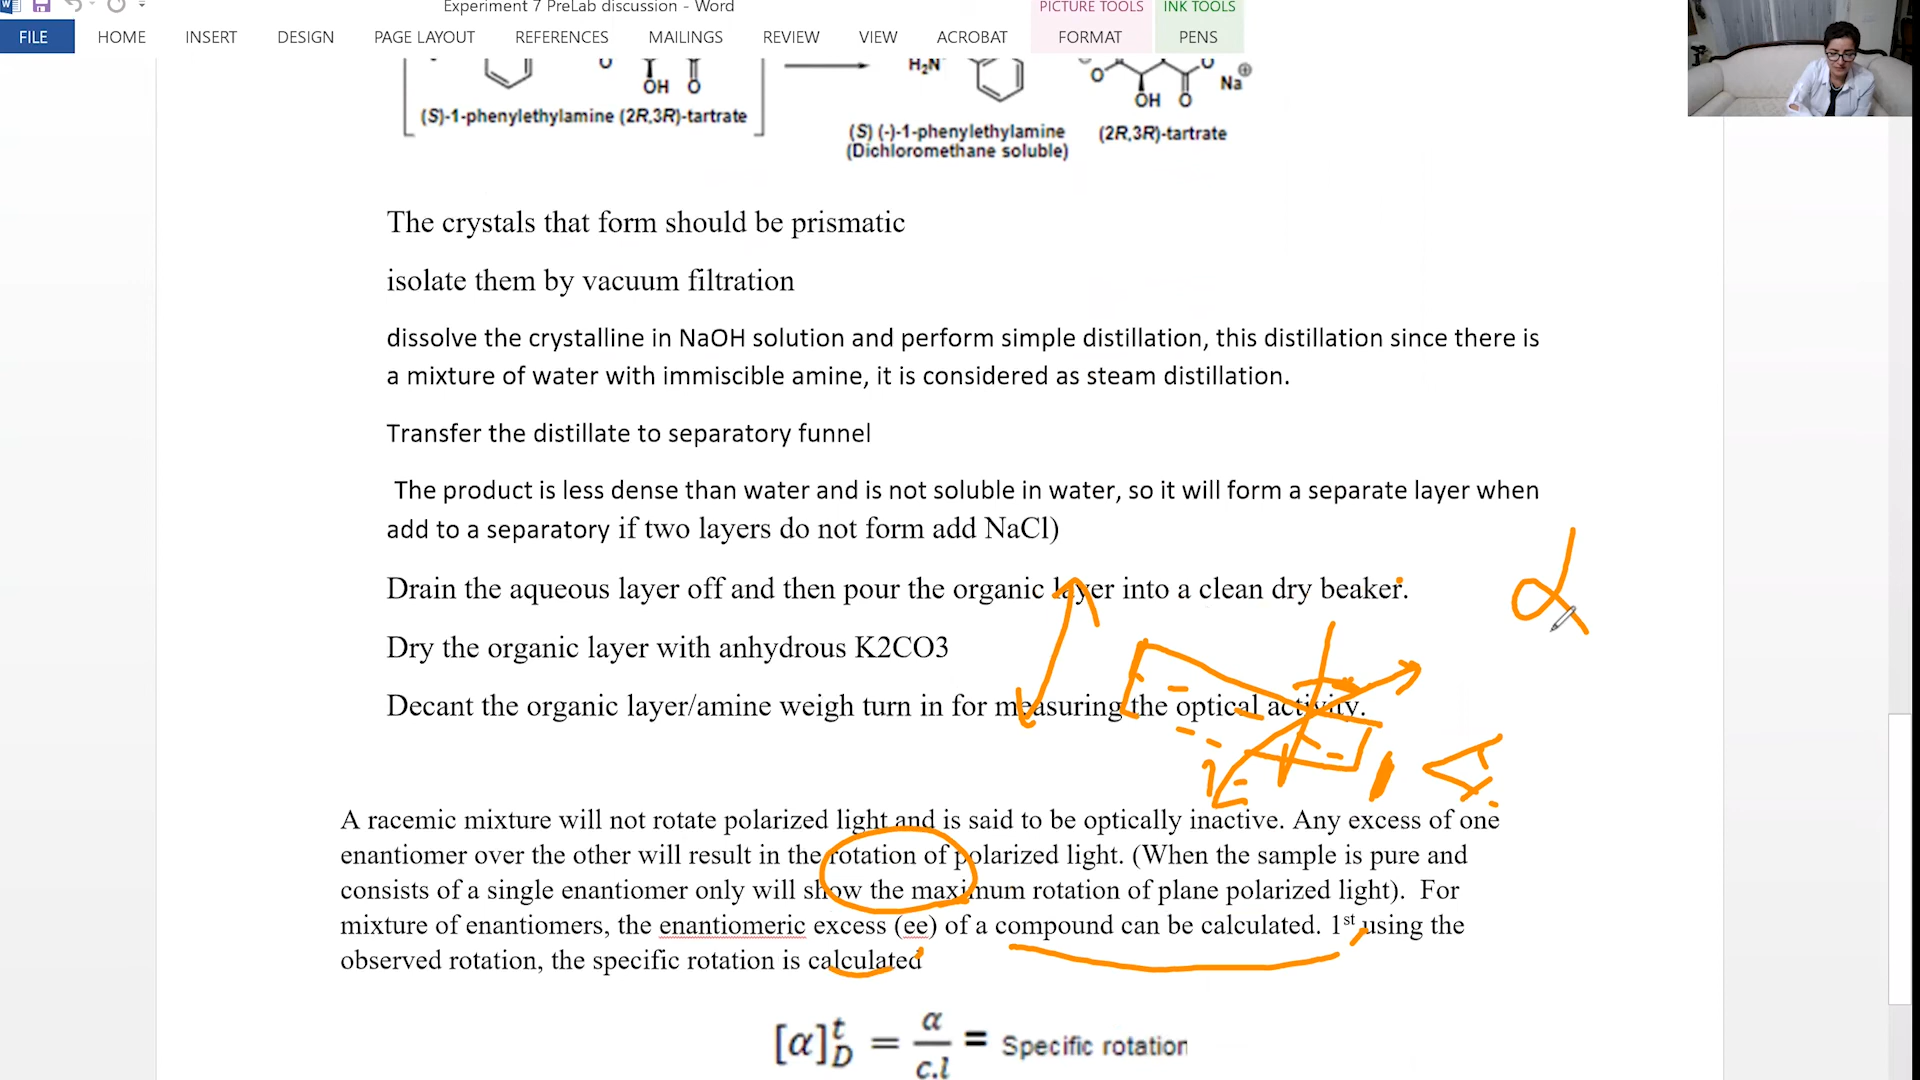 Experiment 7 PreLab discussion - Word
PICTURE TOOLS INK TOOLS
FILE HOME INSERT DESIGN PAGE LAYOUT REFERENCES MAILINGS REVIEW VIEW ACROBAT FORMAT PENS
O OH O
H₂N O OH O O Na⊕
(S)-1-phenylethylamine (2R,3R)-tartrate
(S) (-)-1-phenylethylamine (2R,3R)-tartrate
(Dichloromethane soluble)
The crystals that form should be prismatic
isolate them by vacuum filtration
dissolve the crystalline in NaOH solution and perform simple distillation, this distillation since there is
a mixture of water with immiscible amine, it is considered as steam distillation.
Transfer the distillate to separatory funnel
The product is less dense than water and is not soluble in water, so it will form a separate layer when
add to a separatory if two layers do not form add NaCl)
α
Drain the aqueous layer off and then pour the organic layer into a clean dry beaker.
Dry the organic layer with anhydrous K2CO3
Decant the organic layer/amine weigh turn in for measuring the optical activity.
A racemic mixture will not rotate polarized light and is said to be optically inactive. Any excess of one
enantiomer over the other will result in the rotation of polarized light. (When the sample is pure and
consists of a single enantiomer only will show the maximum rotation of plane polarized light). For
mixture of enantiomers, the enantiomeric excess (ee) of a compound can be calculated. 1st using the
observed rotation, the specific rotation is calculated
[α]tD = α/c.l = Specific rotation